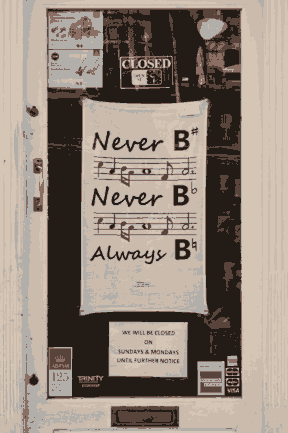 CLOSED
Never B♯
Never B♭
Always B♮
WE WILL BE CLOSED
ON
SUNDAYS & MONDAYS
UNTIL FURTHER NOTICE
TRINITY
VISA